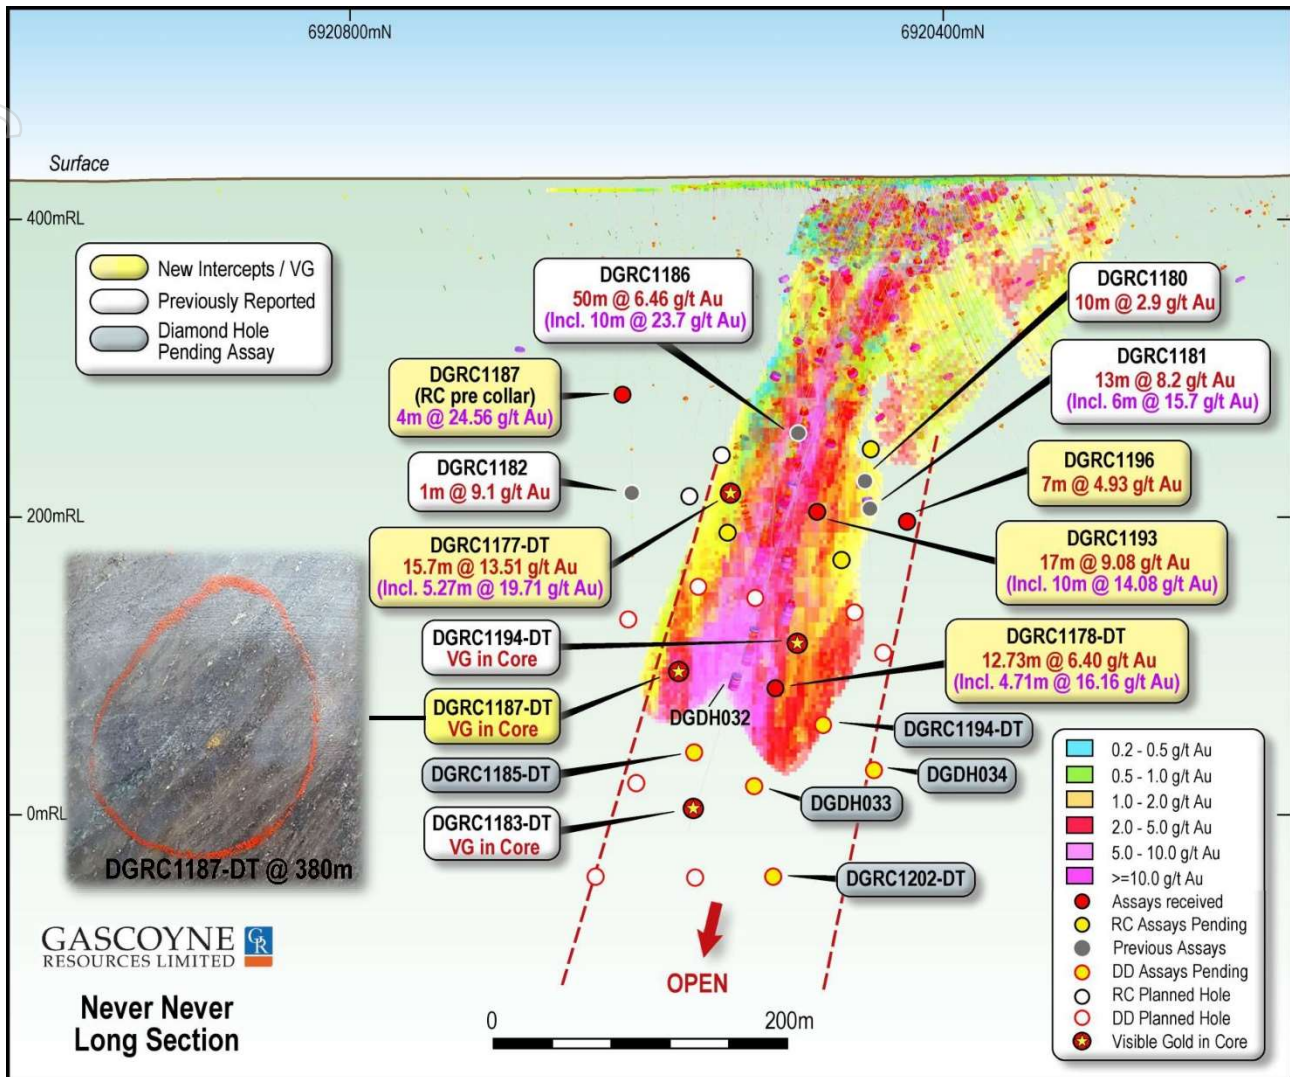 6920800mN
6920400mN
Surface
400mRL
200mRL
0mRL
New Intercepts / VG
Previously Reported
Diamond Hole
Pending Assay
DGRC1186
50m @ 6.46 g/t Au
(Incl. 10m @ 23.7 g/t Au)
DGRC1180
10m @ 2.9 g/t Au
DGRC1181
13m @ 8.2 g/t Au
(Incl. 6m @ 15.7 g/t Au)
DGRC1187
(RC pre collar)
4m @ 24.56 g/t Au)
DGRC1182
1m @ 9.1 g/t Au
DGRC1196
7m @ 4.93 g/t Au
DGRC1177-DT
15.7m @ 13.51 g/t Au
(Incl. 5.27m @ 19.71 g/t Au)
DGRC1193
17m @ 9.08 g/t Au
(Incl. 10m @ 14.08 g/t Au)
DGRC1194-DT
VG in Core
DGRC1178-DT
12.73m @ 6.40 g/t Au
(Incl. 4.71m @ 16.16 g/t Au)
DGRC1187-DT
VG in Core
DGDH032
DGRC1194-DT
DGRC1185-DT
DGDH034
DGDH033
DGRC1183-DT
VG in Core
DGRC1202-DT
DGRC1187-DT @ 380m
OPEN
0
200m
GASCOYNE
RESOURCES LIMITED
GR
Never Never
Long Section
0.2 - 0.5 g/t Au
0.5 - 1.0 g/t Au
1.0 - 2.0 g/t Au
2.0 - 5.0 g/t Au
5.0 - 10.0 g/t Au
>=10.0 g/t Au
Assays received
RC Assays Pending
Previous Assays
DD Assays Pending
RC Planned Hole
DD Planned Hole
Visible Gold in Core